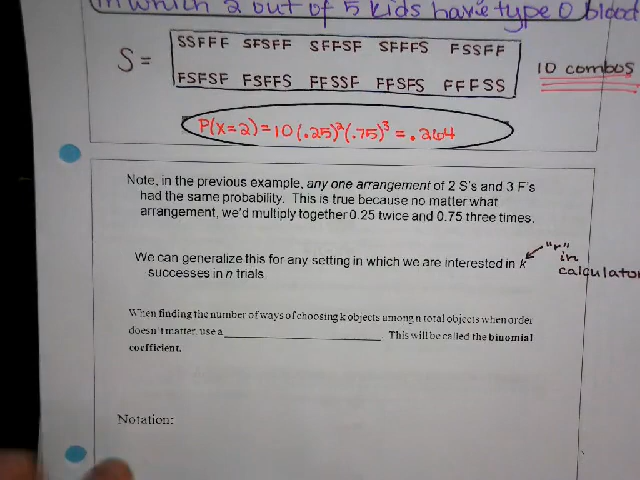 in which 2 out of 5 kids have type O blood
S = SSFFF SFSFF SFFSF SFFFS FSSFF
FSFSF FSFFS FFSSF FFSFS FFFSS
10 combos
P(x=2)=10(.25)²(.75)³ = .264
Note, in the previous example, any one arrangement of 2 S's and 3 F's
had the same probability. This is true because no matter what
arrangement, we'd multiply together 0.25 twice and 0.75 three times.
"r"
in
calculator
We can generalize this for any setting in which we are interested in k
successes in n trials
When finding the number of ways of choosing k objects among n total objects when order
doesn't matter, use a ____________________ This will be called the binomial
coefficient.
Notation: